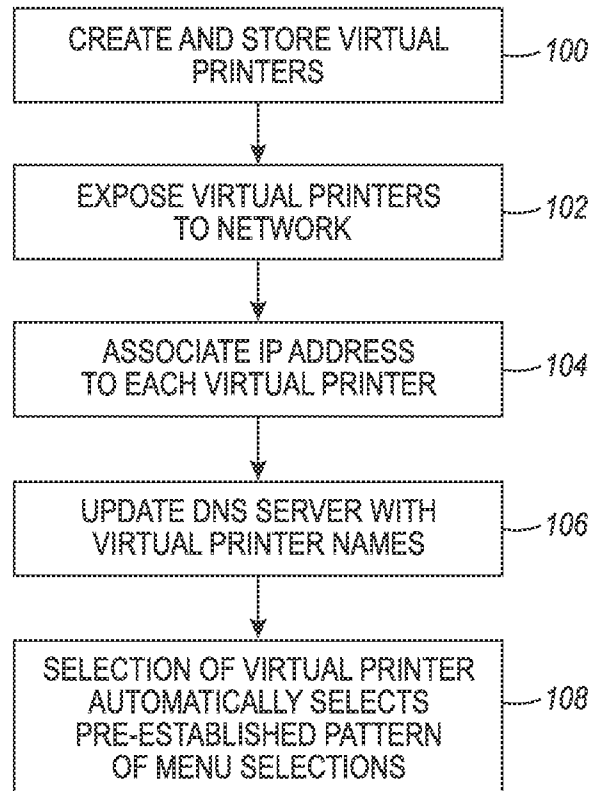 CREATE AND STORE VIRTUAL
PRINTERS
100
EXPOSE VIRTUAL PRINTERS
TO NETWORK
102
ASSOCIATE IP ADDRESS
TO EACH VIRTUAL PRINTER
104
UPDATE DNS SERVER WITH
VIRTUAL PRINTER NAMES
106
SELECTION OF VIRTUAL PRINTER
AUTOMATICALLY SELECTS
PRE-ESTABLISHED PATTERN
OF MENU SELECTIONS
108